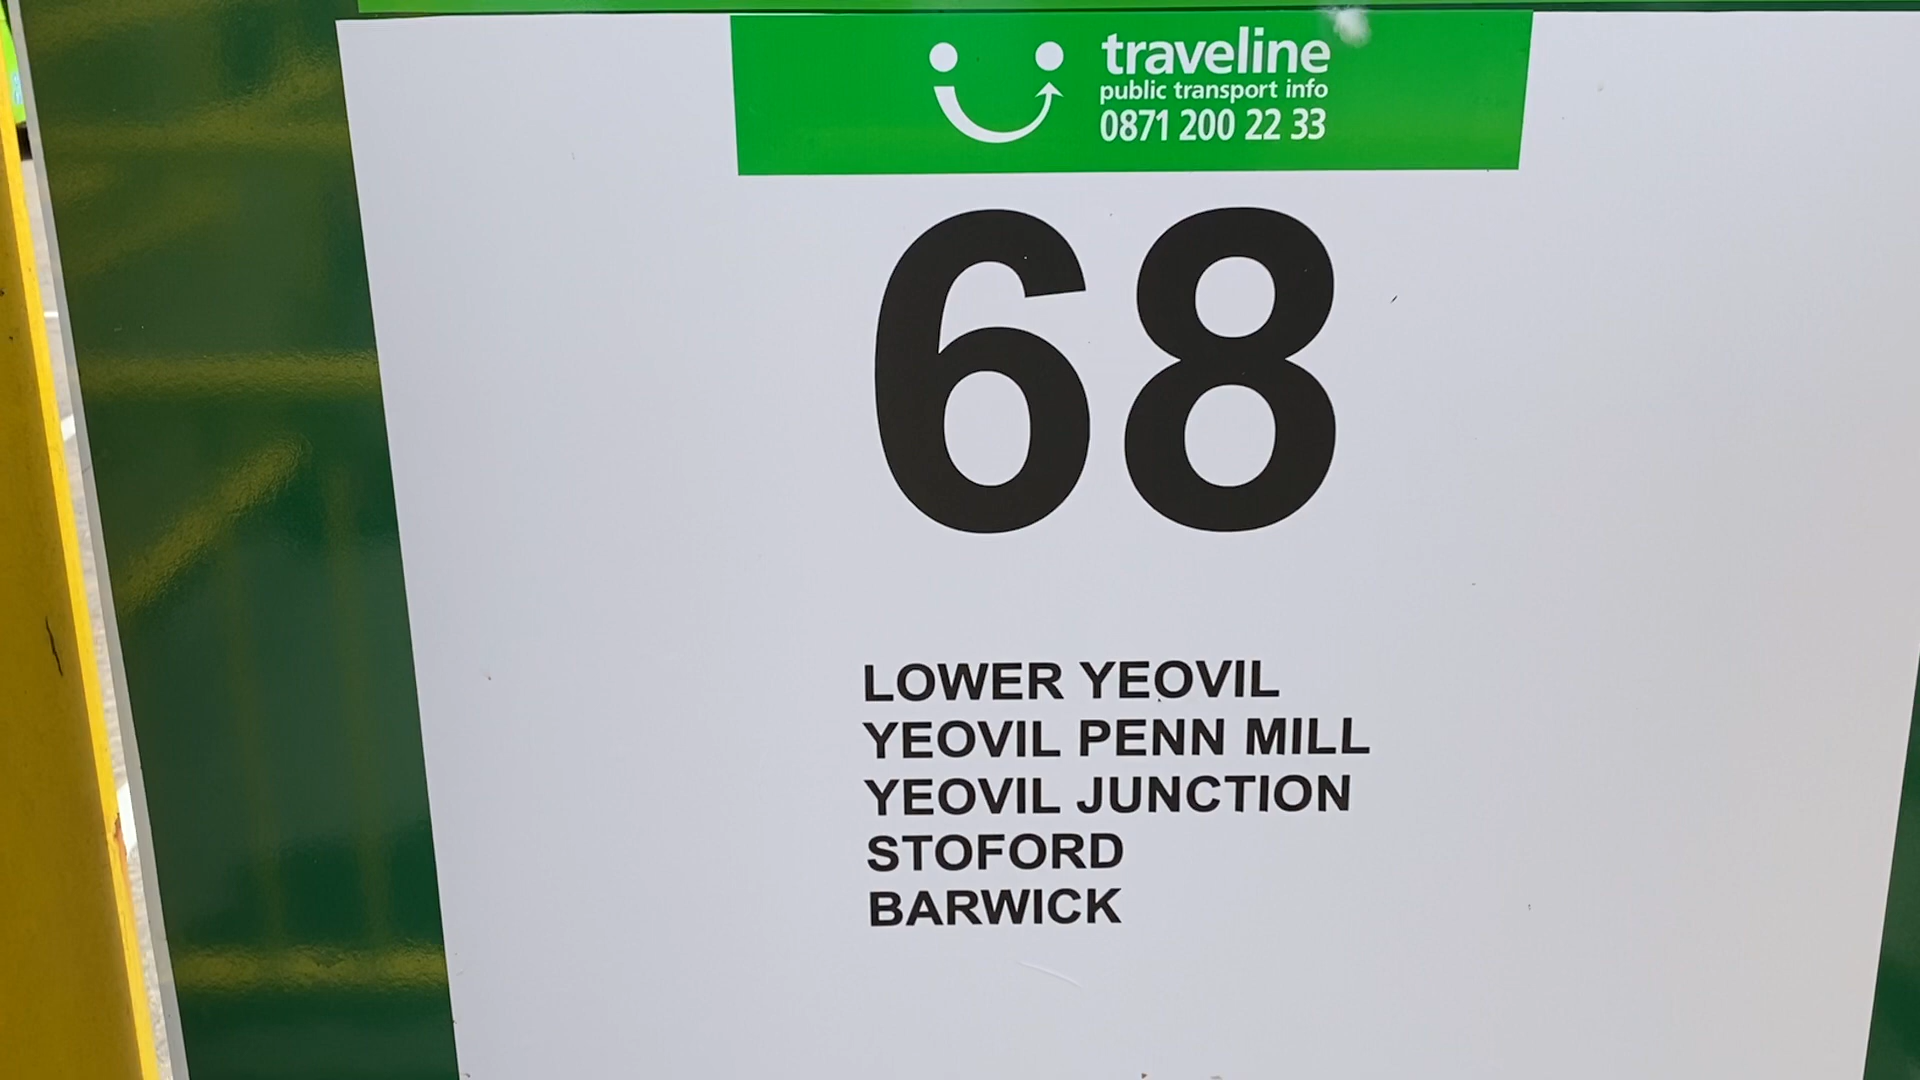 traveline
public transport info
0871 200 22 33
68
LOWER YEOVIL
YEOVIL PENN MILL
YEOVIL JUNCTION
STOFORD
BARWICK